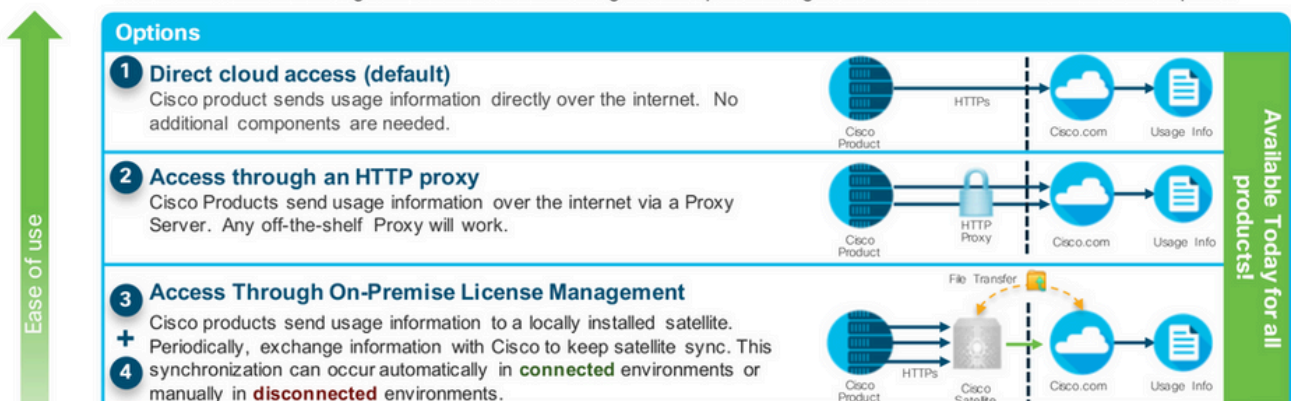 Options
1 Direct cloud access (default)
Cisco product sends usage information directly over the internet. No
additional components are needed.
HTTPs
Cisco
Product
Cisco.com
Usage Info
2 Access through an HTTP proxy
Cisco Products send usage information over the internet via a Proxy
Server. Any off-the-shelf Proxy will work.
HTTP
Proxy
Cisco
Product
Cisco.com
Usage Info
3 Access Through On-Premise License Management
+
4
Cisco products send usage information to a locally installed satellite.
Periodically, exchange information with Cisco to keep satellite sync. This
synchronization can occur automatically in connected environments or
manually in disconnected environments.
File Transfer
HTTPs
Cisco
Product
Cisco
Satellite
Cisco.com
Usage Info
Ease of use
Available Today for all
products!